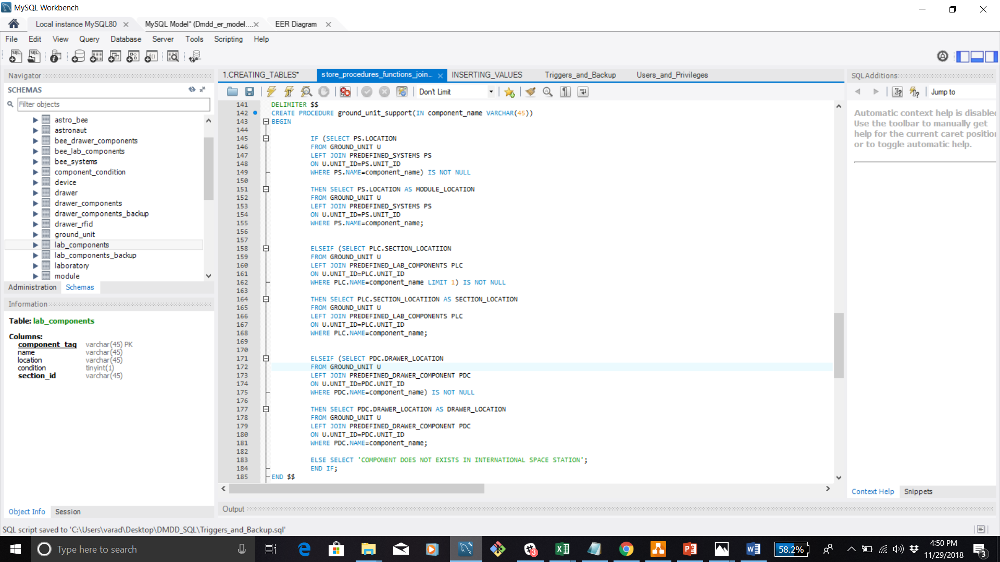 MySQL Workbench
Local instance MySQL80
MySQL Model* (Dmdd_er_model....
EER Diagram
File Edit View Query Database Server Tools Scripting Help
Navigator
SCHEMAS
Filter objects
astro_bee
astronaut
bee_drawer_components
bee_lab_components
bee_systems
component_condition
device
drawer
drawer_components
drawer_components_backup
drawer_rfid
ground_unit
lab_components
lab_components_backup
laboratory
module
Administration Schemas
Information
Table: lab_components
Columns:
component_tag varchar(45) PK
name varchar(45)
location varchar(45)
condition tinyint(1)
section_id varchar(45)
Object Info Session
1.CREATING_TABLES* store_procedures_functions_join... INSERTING_VALUES Triggers_and_Backup Users_and_Privileges
Don't Limit
141 DELIMITER $$
142 CREATE PROCEDURE ground_unit_support(IN component_name VARCHAR(45))
143 BEGIN
144
145 IF (SELECT PS.LOCATION
146 FROM GROUND_UNIT U
147 LEFT JOIN PREDEFINED_SYSTEMS PS
148 ON U.UNIT_ID=PS.UNIT_ID
149 WHERE PS.NAME=component_name) IS NOT NULL
150
151 THEN SELECT PS.LOCATION AS MODULE_LOCATION
152 FROM GROUND_UNIT U
153 LEFT JOIN PREDEFINED_SYSTEMS PS
154 ON U.UNIT_ID=PS.UNIT_ID
155 WHERE PS.NAME=component_name;
156
157
158 ELSEIF (SELECT PLC.SECTION_LOCATIION
159 FROM GROUND_UNIT U
160 LEFT JOIN PREDEFINED_LAB_COMPONENTS PLC
161 ON U.UNIT_ID=PLC.UNIT_ID
162 WHERE PLC.NAME=component_name LIMIT 1) IS NOT NULL
163
164 THEN SELECT PLC.SECTION_LOCATIION AS SECTION_LOCATION
165 FROM GROUND_UNIT U
166 LEFT JOIN PREDEFINED_LAB_COMPONENTS PLC
167 ON U.UNIT_ID=PLC.UNIT_ID
168 WHERE PLC.NAME=component_name;
169
170
171 ELSEIF (SELECT PDC.DRAWER_LOCATION
172 FROM GROUND_UNIT U
173 LEFT JOIN PREDEFINED_DRAWER_COMPONENT PDC
174 ON U.UNIT_ID=PDC.UNIT_ID
175 WHERE PDC.NAME=component_name) IS NOT NULL
176
177 THEN SELECT PDC.DRAWER_LOCATION AS DRAWER_LOCATION
178 FROM GROUND_UNIT U
179 LEFT JOIN PREDEFINED_DRAWER_COMPONENT PDC
180 ON U.UNIT_ID=PDC.UNIT_ID
181 WHERE PDC.NAME=component_name;
182
183 ELSE SELECT 'COMPONENT DOES NOT EXISTS IN INTERNATIONAL SPACE STATION';
184 END IF;
185 END $$
Output
SQLAdditions
Jump to
Automatic context help is disabled
Use the toolbar to manually get
help for the current caret position
or to toggle automatic help.
Context Help Snippets
SQL script saved to 'C:\Users\varad\Desktop\DMDD_SQL\Triggers_and_Backup.sql'
Type here to search
58.2%
4:50 PM
11/29/2018
3
3